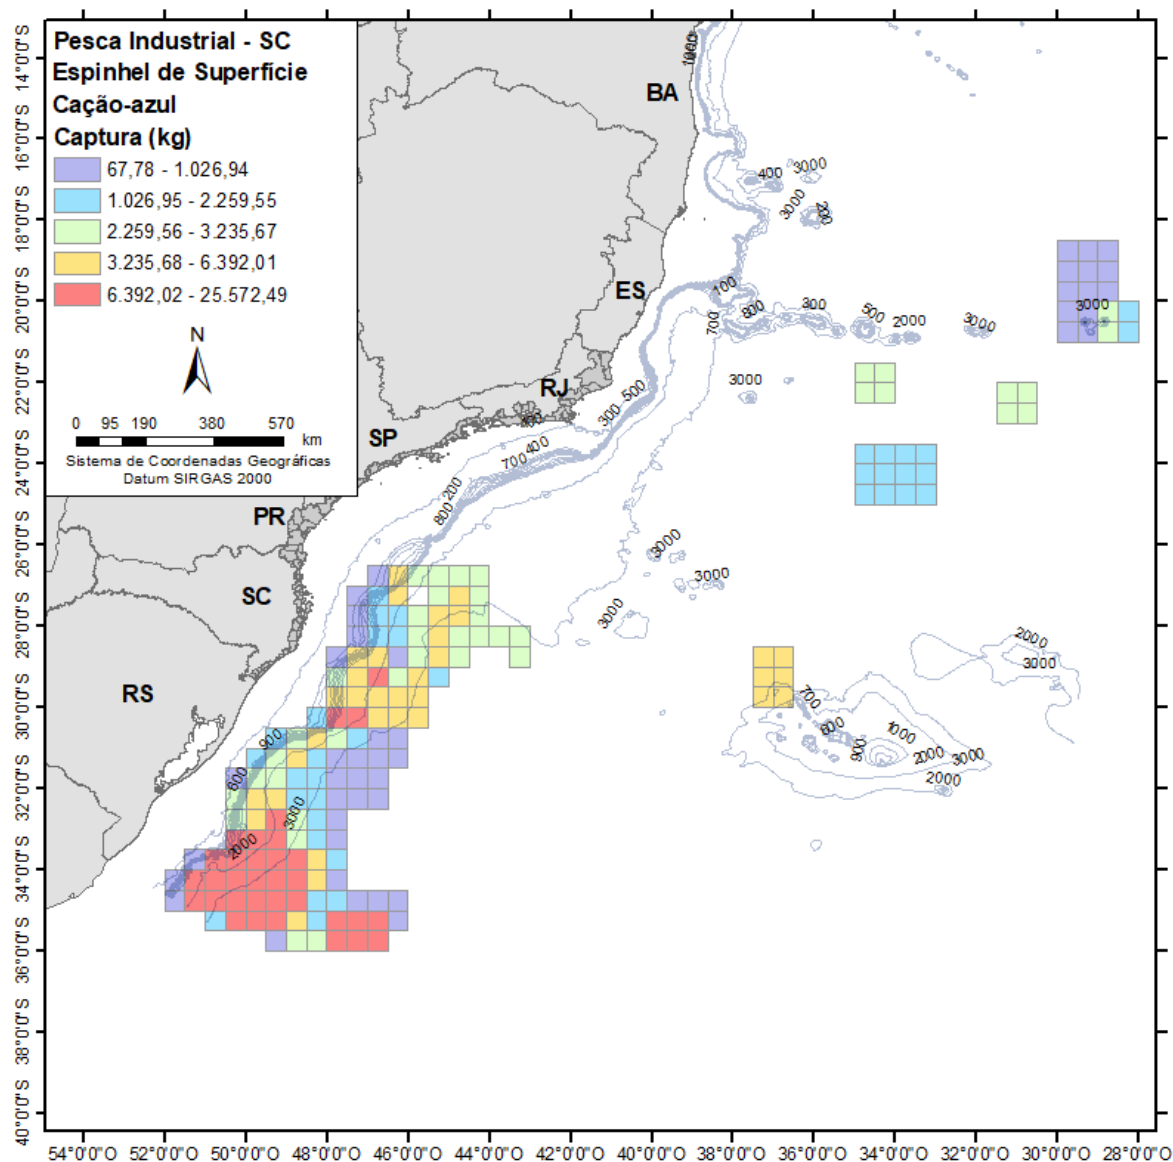 Pesca Industrial - SC
Espinhel de Superfície
Cação-azul
Captura (kg)
67,78 - 1.026,94
1.026,95 - 2.259,55
2.259,56 - 3.235,67
3.235,68 - 6.392,01
6.392,02 - 25.572,49
N
0 95 190 380 570
km
Sistema de Coordenadas Geográficas
Datum SIRGAS 2000
BA
ES
RJ
SP
PR
SC
RS
400
3000
3000
200
100
800
300
500
2000
3000
3000
700
3000
500
300
400
700
200
800
3000
3000
3000
2000
3000
700
800
900
1000
2000
3000
2000
900
600
3000
2000
14°0'0"S
16°0'0"S
18°0'0"S
20°0'0"S
22°0'0"S
24°0'0"S
26°0'0"S
28°0'0"S
30°0'0"S
32°0'0"S
34°0'0"S
36°0'0"S
38°0'0"S
40°0'0"S
54°0'0"O 52°0'0"O 50°0'0"O 48°0'0"O 46°0'0"O 44°0'0"O 42°0'0"O 40°0'0"O 38°0'0"O 36°0'0"O 34°0'0"O 32°0'0"O 30°0'0"O 28°0'0"O